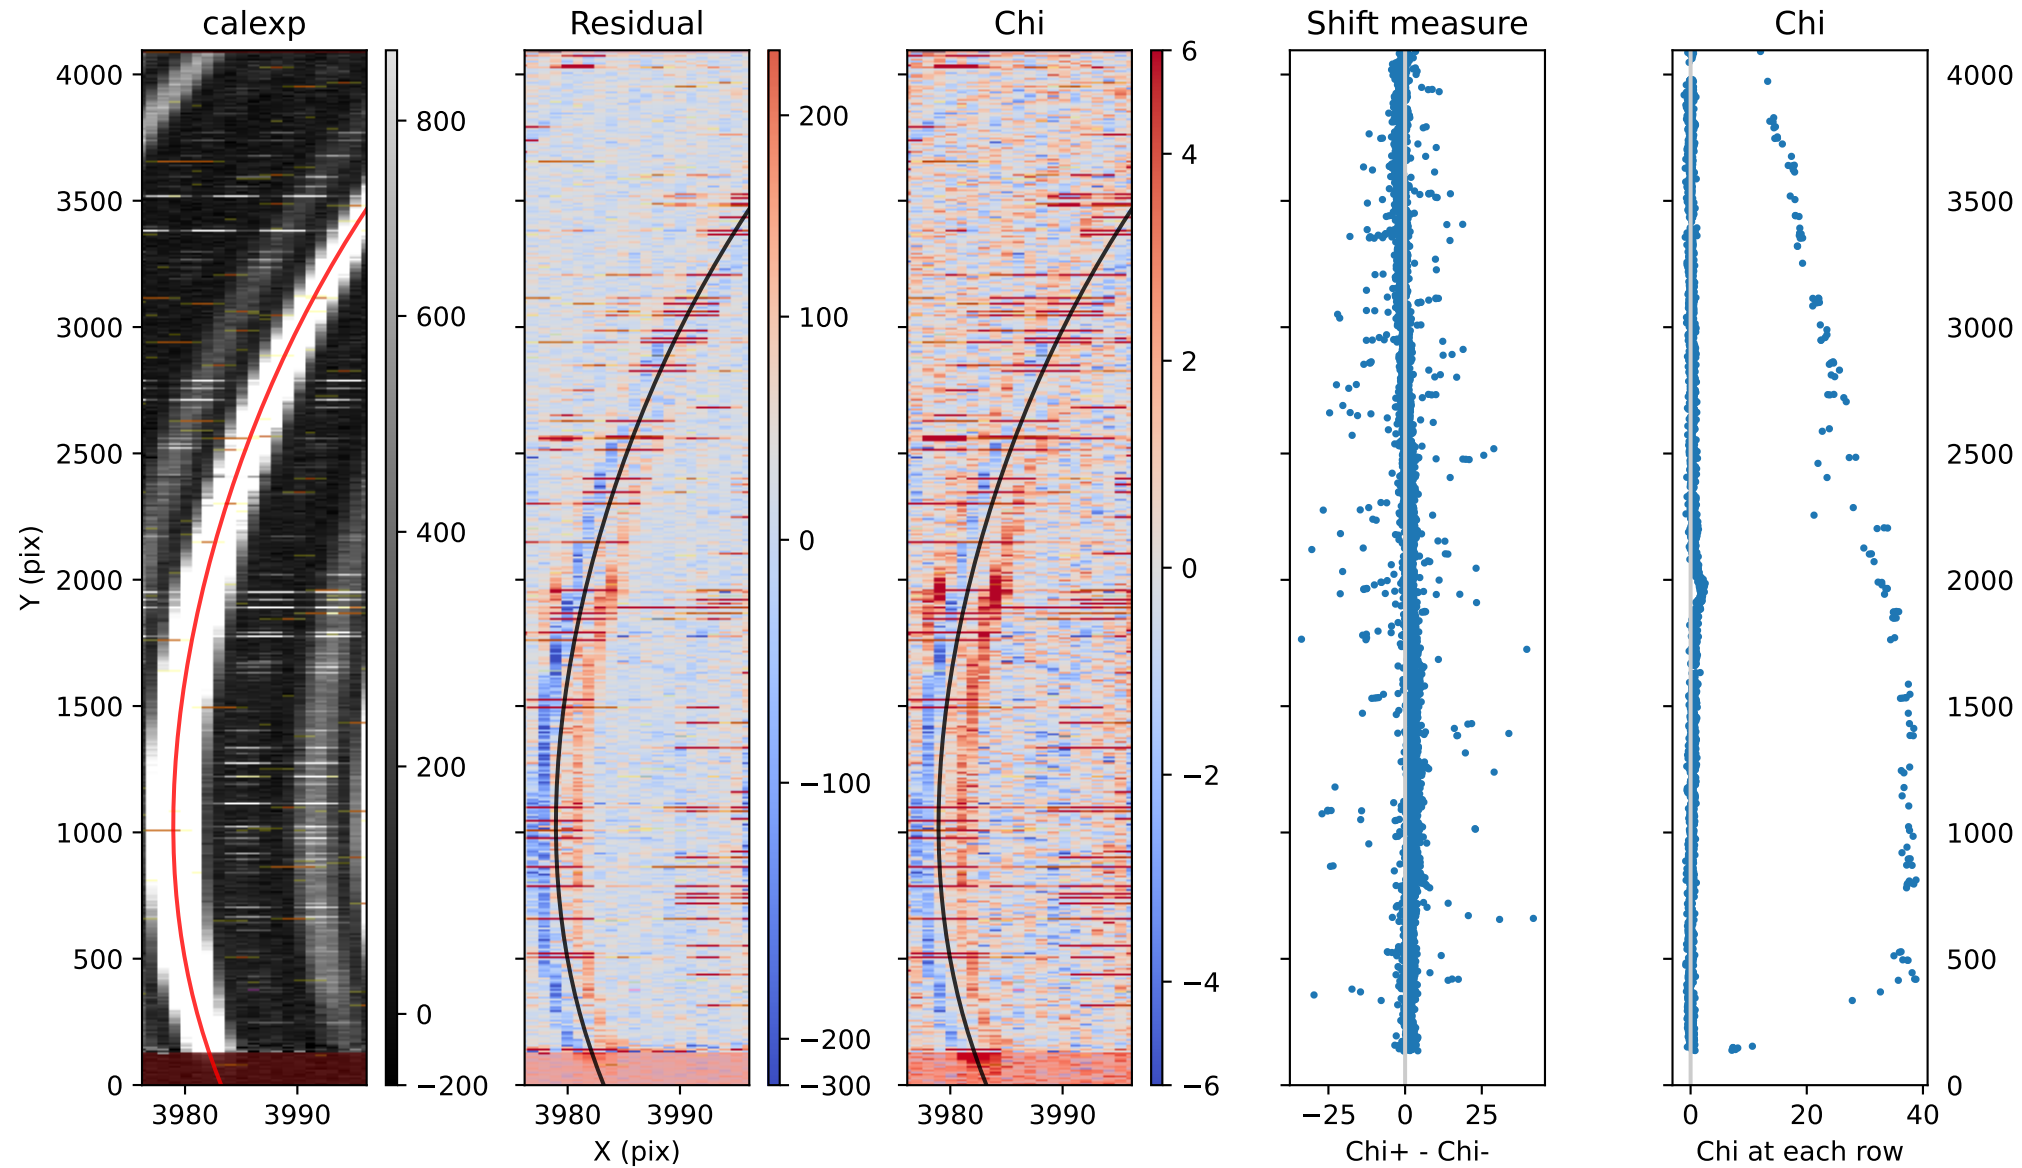 calexp Residual Chi Shift measure Chi
4000 800 200 6 4000
3500 600 100 4 3500
3000 400 0 2 3000
2500 200 −100 0 2500
2000 0 −200 −2 2000
1500 −200 −300 −4 1500
1000 −6 1000
500 500
0 0
Y (pix)
3980 3990 3980 3990 3980 3990 −25 0 25 0 20 40
X (pix) Chi+ - Chi- Chi at each row